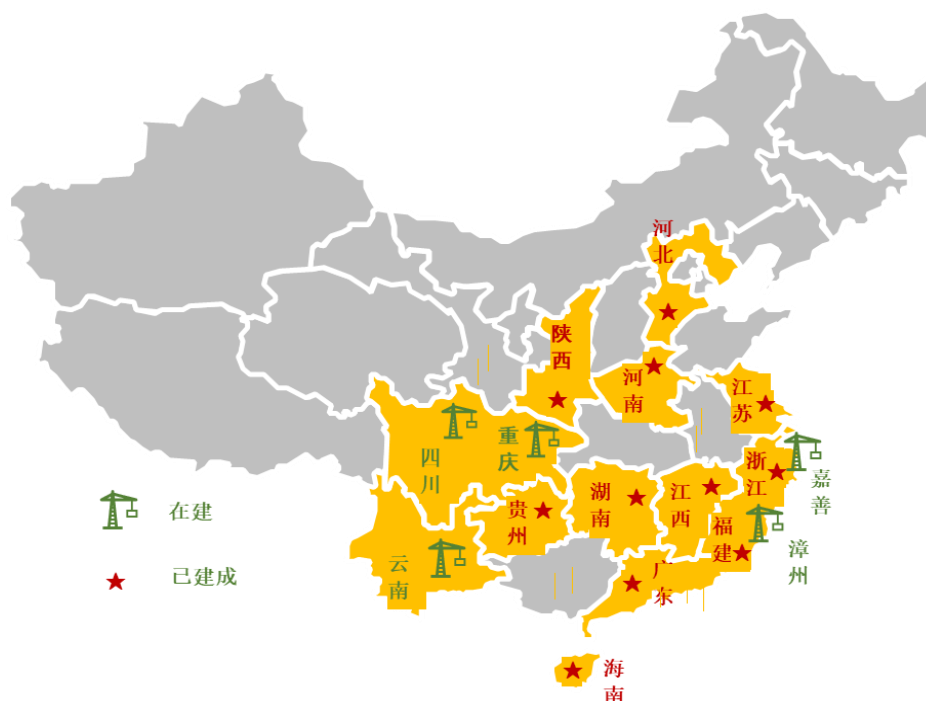 河北
陕西
河南
江苏
重庆
四川
浙江
嘉善
湖南
江西
贵州
福建
在建
漳州
云南
广东
已建成
海南